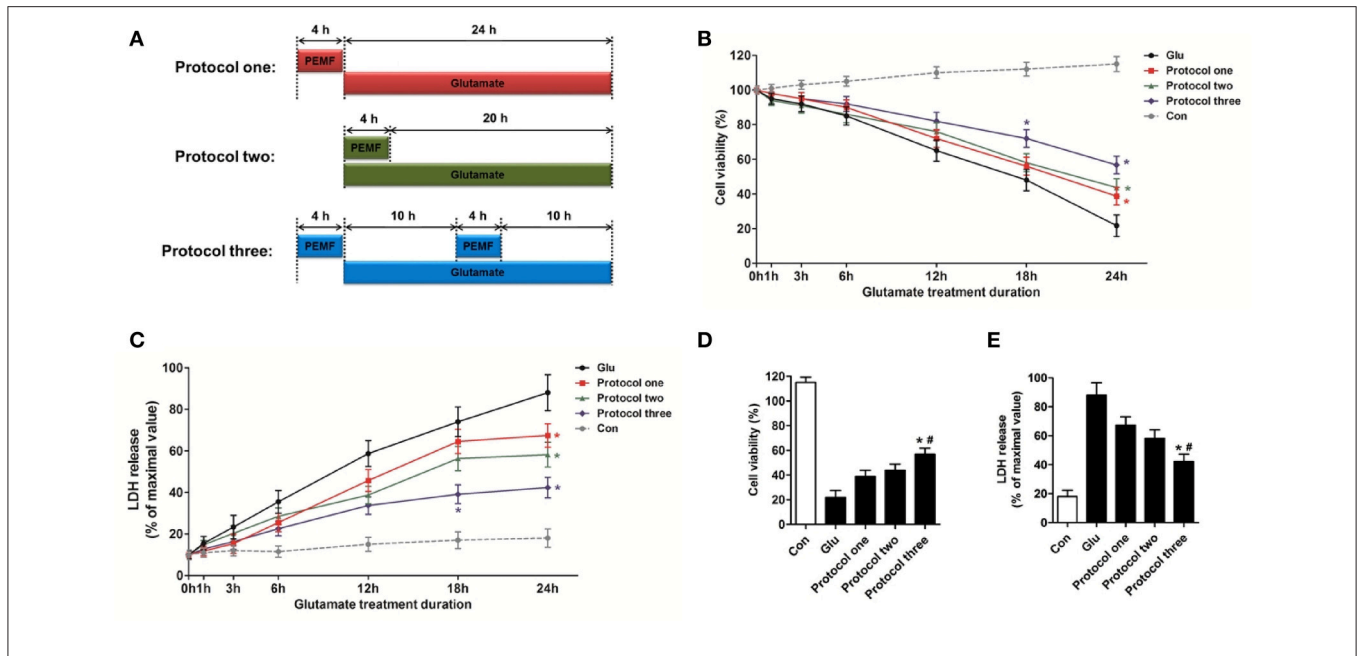 A
4 h
24 h
Protocol one:
PEMF
Glutamate
4 h
20 h
Protocol two:
PEMF
Glutamate
4 h
10 h
4 h
10 h
Protocol three:
PEMF
PEMF
Glutamate
B
Cell viability (%)
120
100
80
60
40
20
0
0h 1h 3h 6h 12h 18h 24h
Glutamate treatment duration
Glu
Protocol one
Protocol two
Protocol three
Con
*
*
*
*
C
LDH release
(% of maximal value)
100
80
60
40
20
0
0h 1h 3h 6h 12h 18h 24h
Glutamate treatment duration
Glu
Protocol one
Protocol two
Protocol three
Con
*
*
*
*
D
Cell viability (%)
120
100
80
60
40
20
0
* #
Con
Glu
Protocol one
Protocol two
Protocol three
E
LDH release
(% of maximal value)
100
80
60
40
20
0
* #
Con
Glu
Protocol one
Protocol two
Protocol three